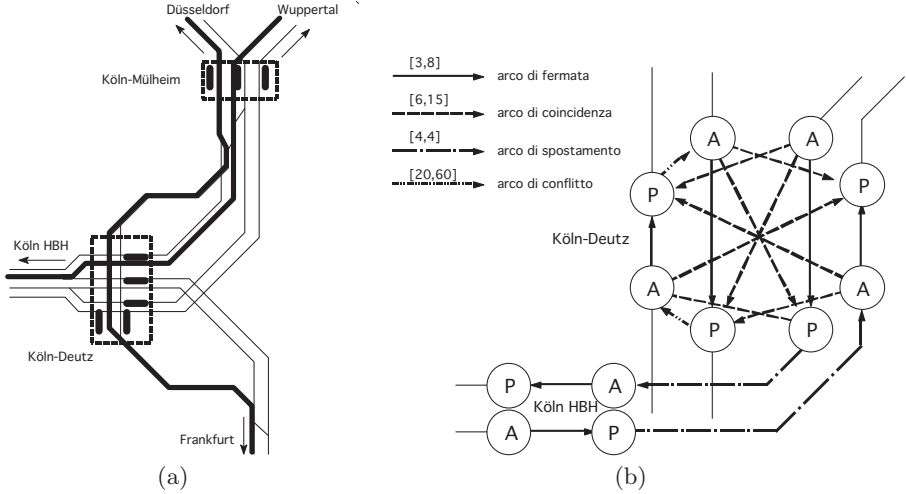 Düsseldorf
Wuppertal
Köln-Mülheim
Köln HBH
Köln-Deutz
Frankfurt
(a)
[3,8]
arco di fermata
[6,15]
arco di coincidenza
[4,4]
arco di spostamento
[20,60]
arco di conflitto
A
A
P
P
Köln-Deutz
A
A
P
P
P
A
Köln HBH
A
P
(b)